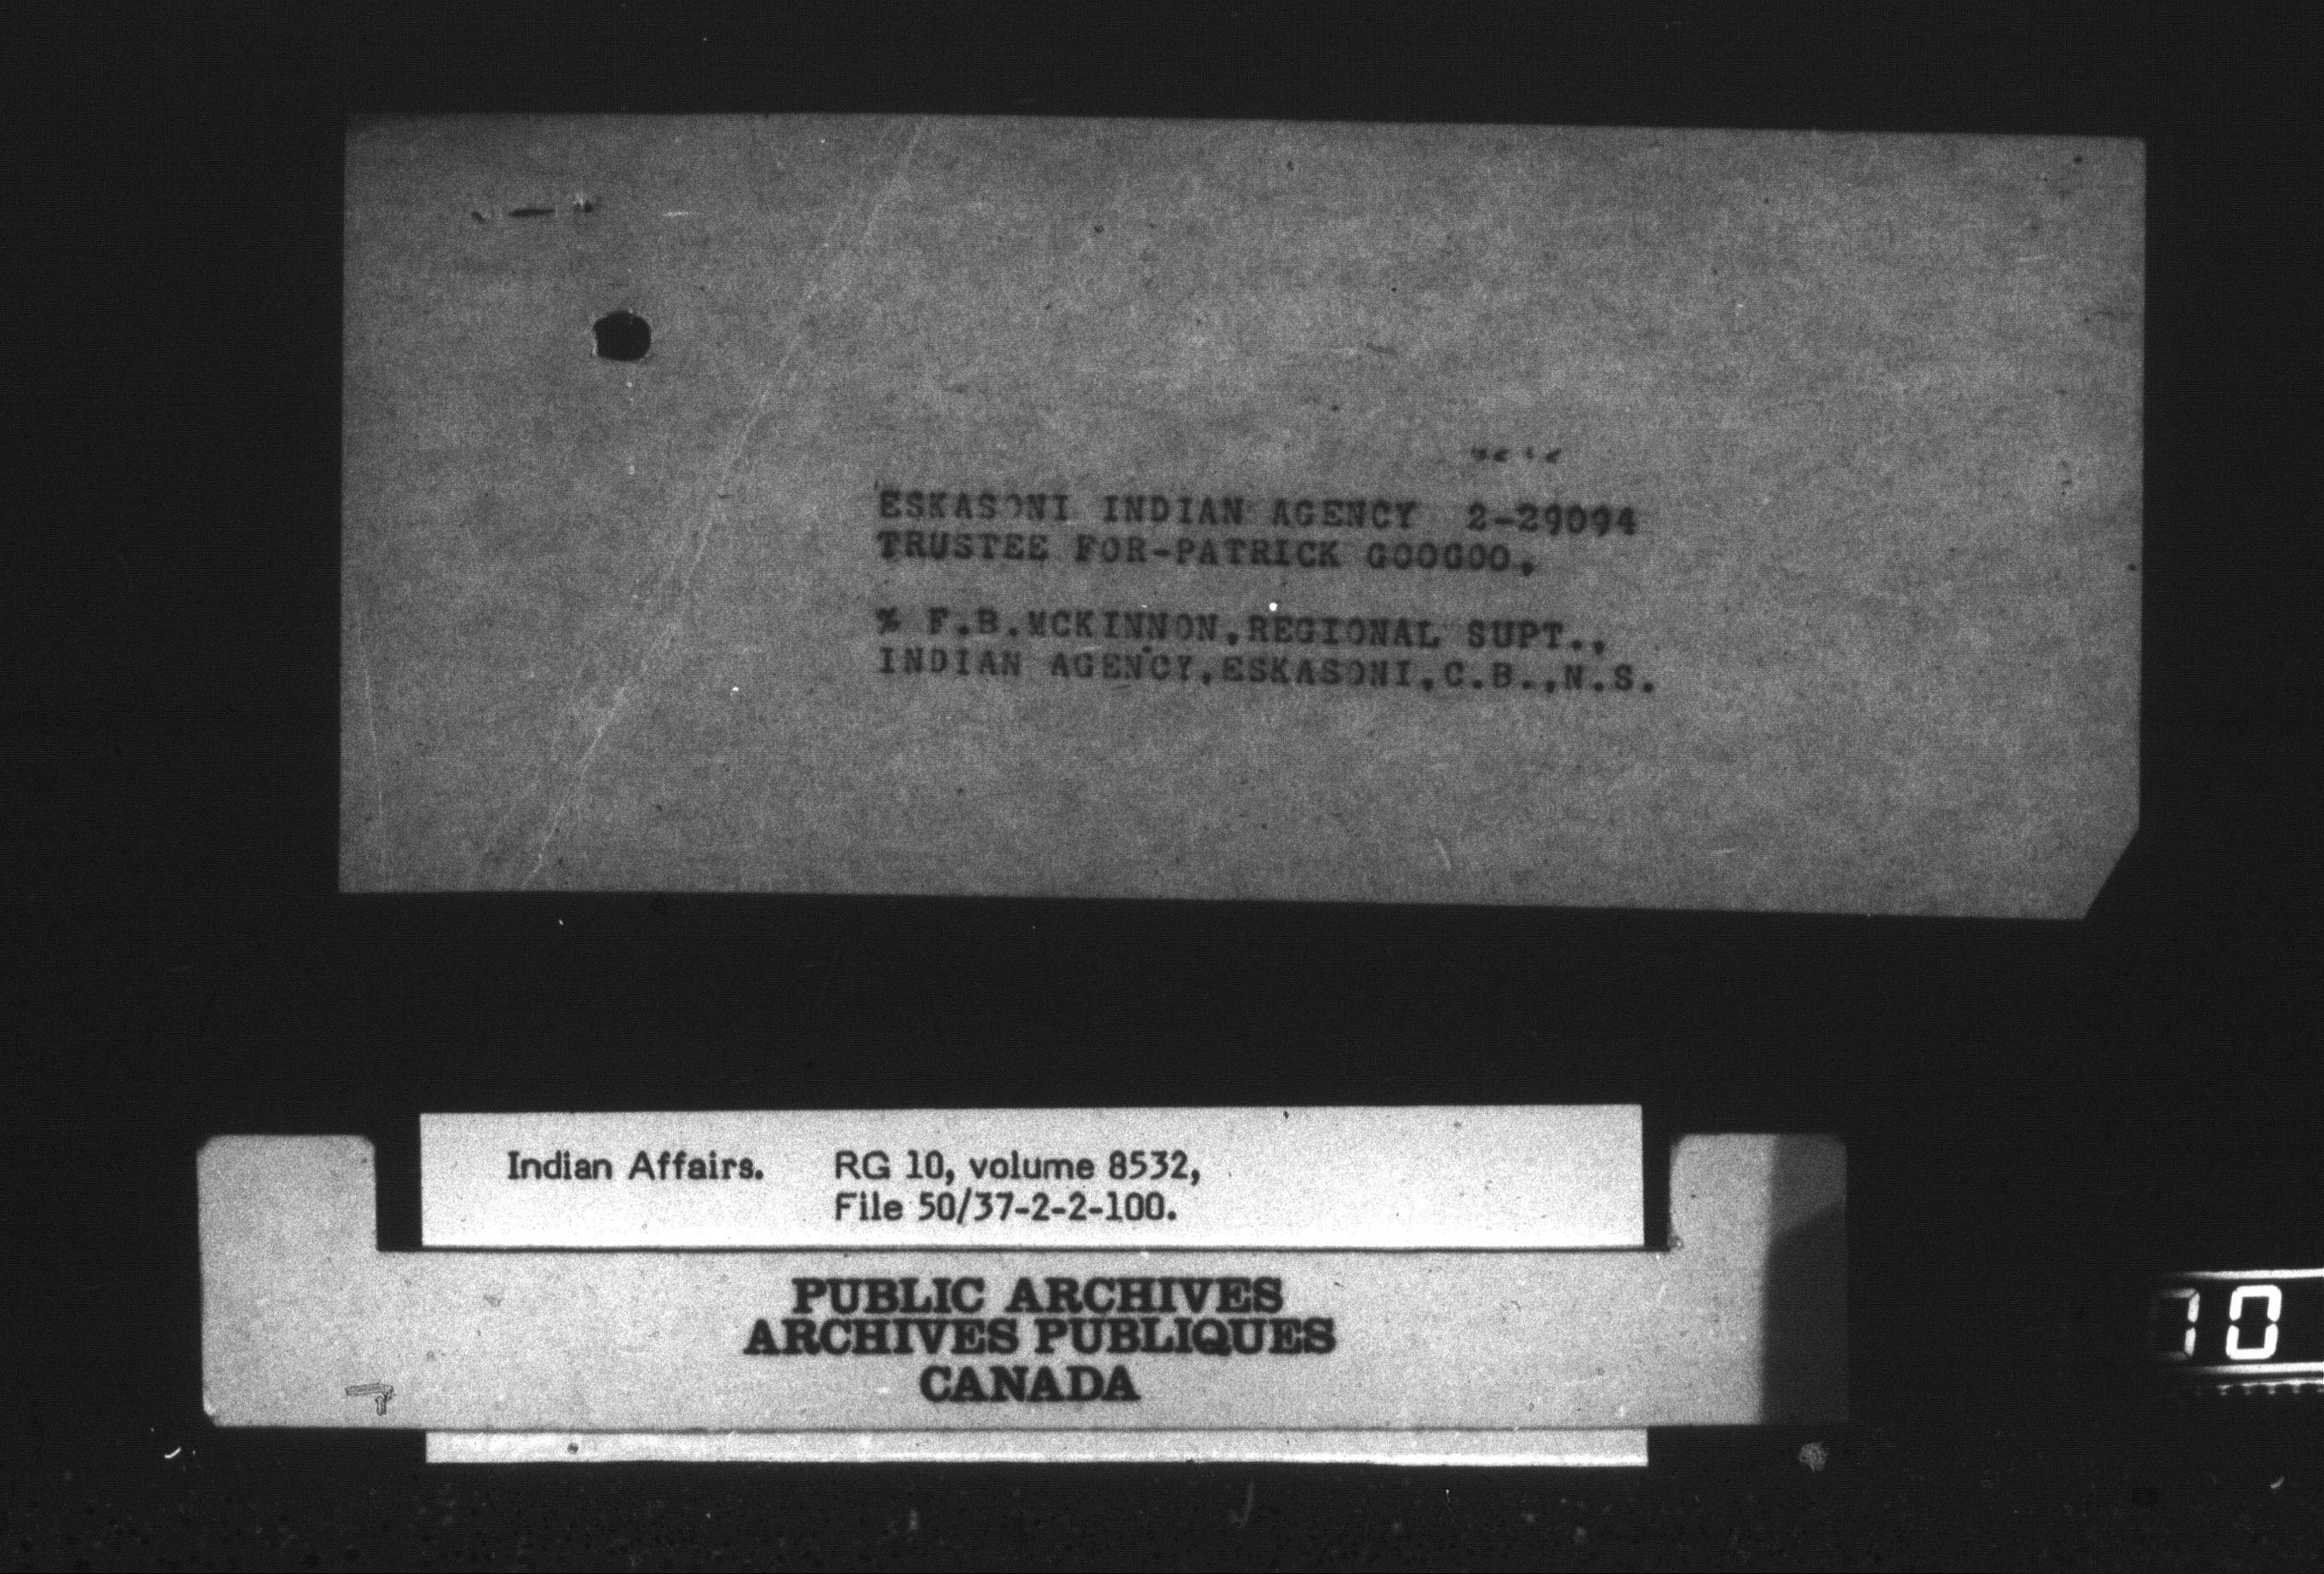 ESKASONI INDIAN AGENCY 2-29094
TRUSTEE FOR-PATRICK GOOGOO,
% F.B.MCKINNON,REGIONAL SUPT.,
INDIAN AGENCY,ESKASONI,C.B.,N.S.
Indian Affairs. RG 10, volume 8532,
File 50/37-2-2-100.
PUBLIC ARCHIVES
ARCHIVES PUBLIQUES
CANADA
70